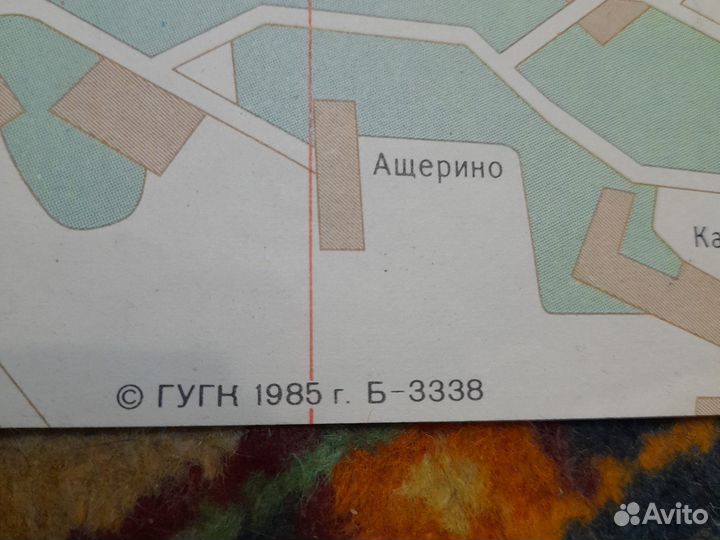 Ащерино
Ка
© ГУГК 1985 г. Б-3338
Avito